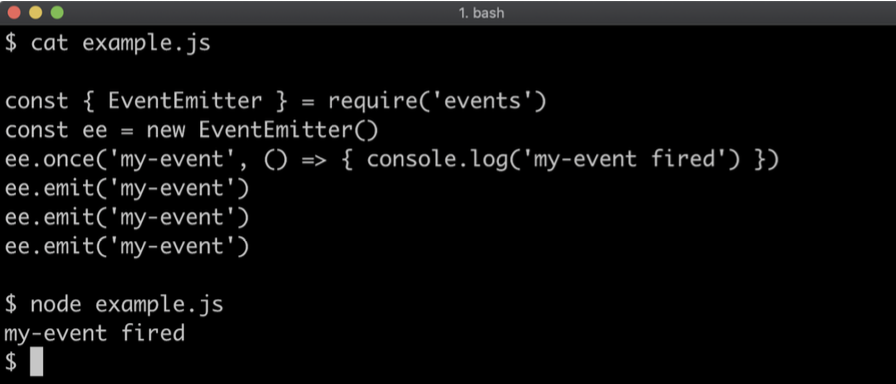 1. bash
$ cat example.js
const { EventEmitter } = require('events')
const ee = new EventEmitter()
ee.once('my-event', () => { console.log('my-event fired') })
ee.emit('my-event')
ee.emit('my-event')
ee.emit('my-event')
$ node example.js
my-event fired
$